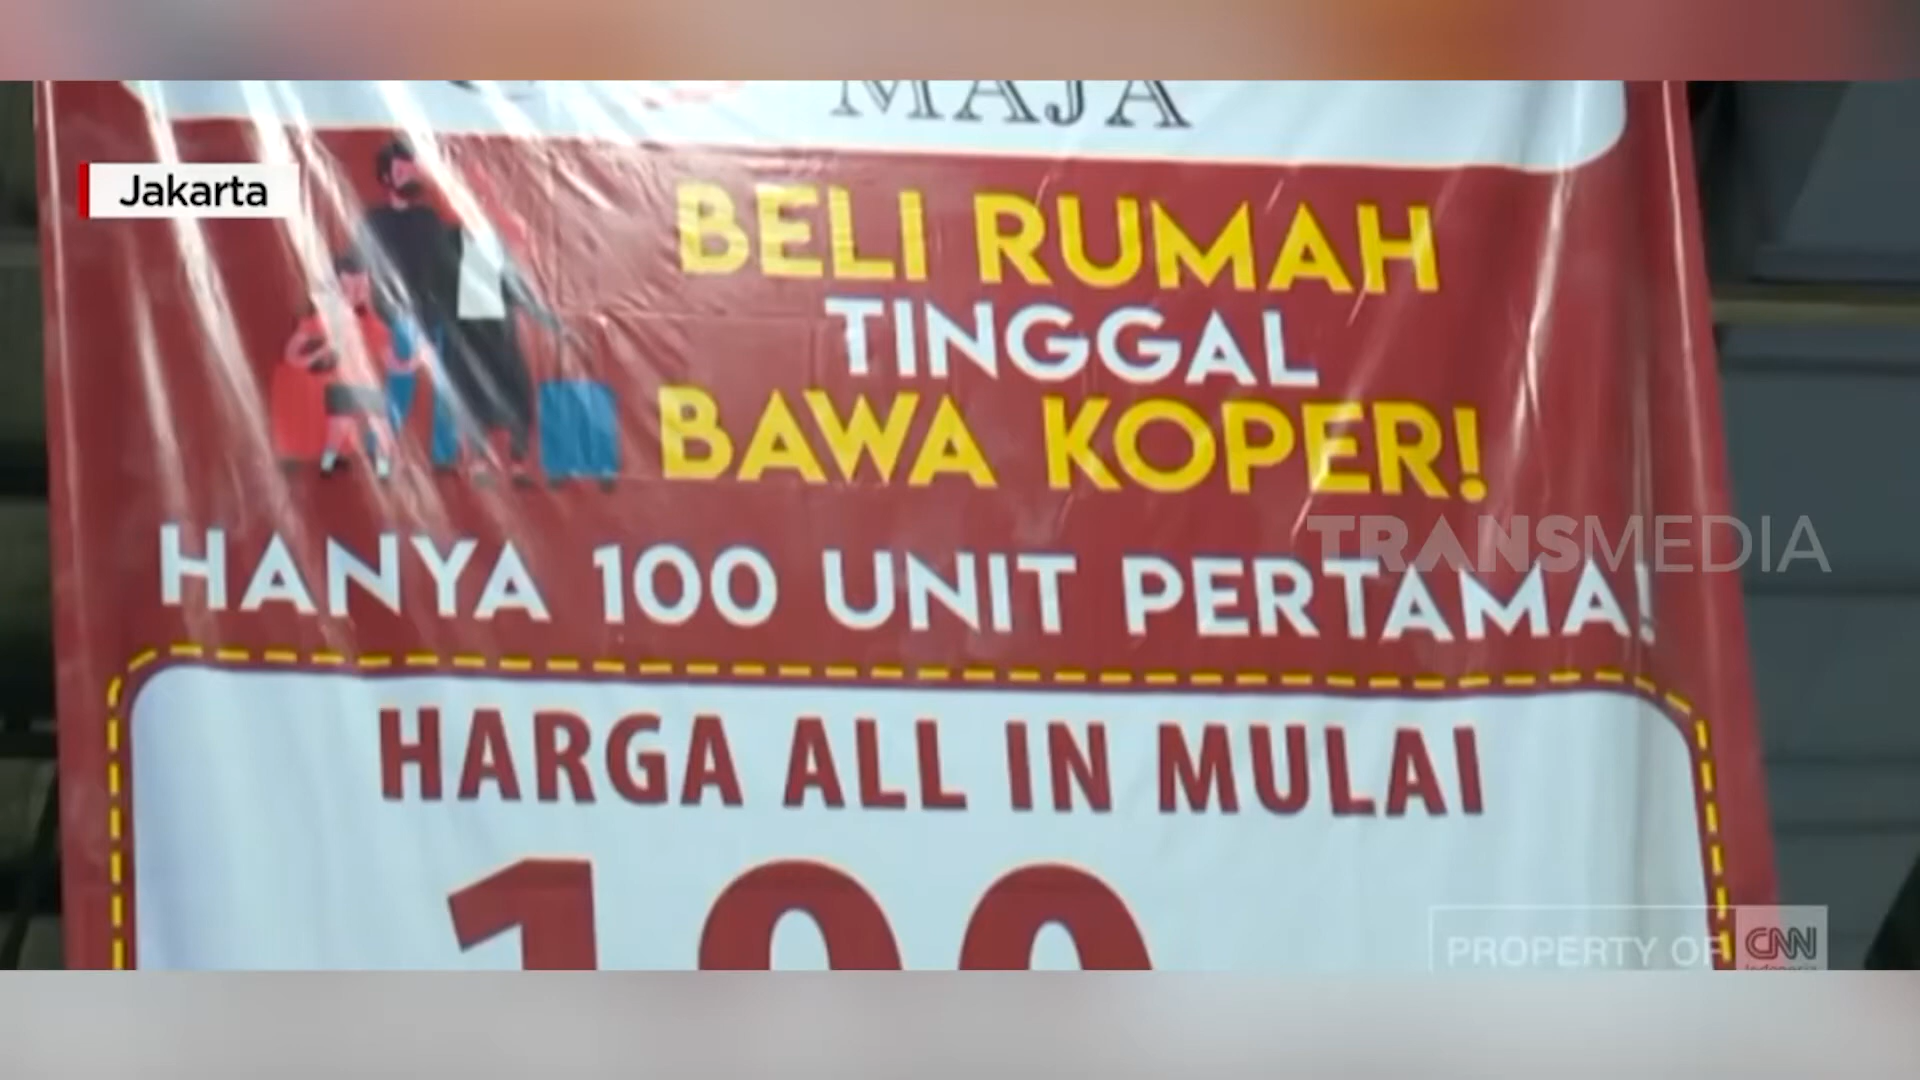 MAJA
Jakarta
BELI RUMAH
TINGGAL
BAWA KOPER!
HANYA 100 UNIT PERTAMA!
TRANSMEDIA
HARGA ALL IN MULAI
PROPERTY OF CNN